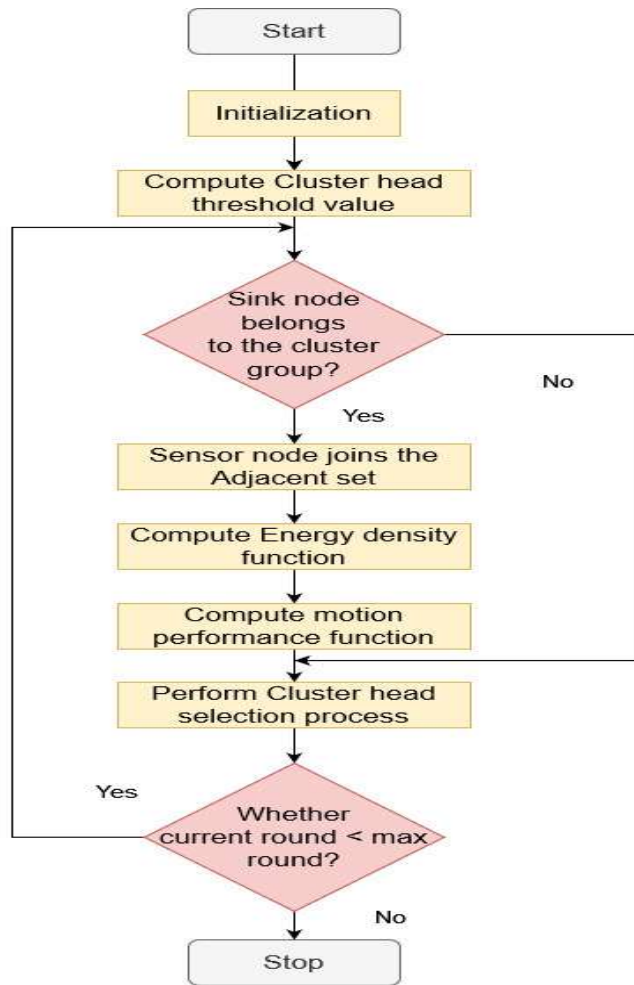 Start
Initialization
Compute Cluster head
threshold value
Sink node
belongs
to the cluster
group?
No
Yes
Sensor node joins the
Adjacent set
Compute Energy density
function
Compute motion
performance function
Perform Cluster head
selection process
Yes
Whether
current round < max
round?
No
Stop